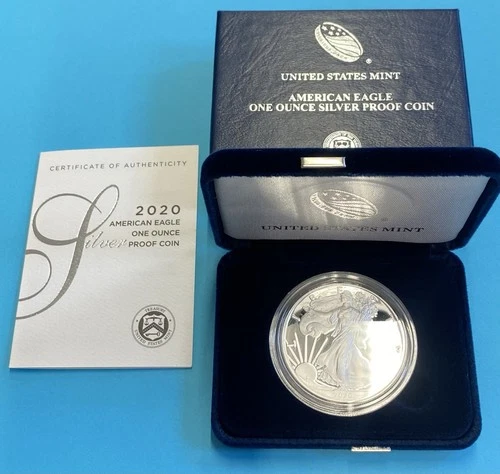 UNITED STATES MINT
AMERICAN EAGLE
ONE OUNCE SILVER PROOF COIN
CERTIFICATE OF AUTHENTICITY
2020
AMERICAN EAGLE
ONE OUNCE
Silver PROOF COIN
UNITED STATES MINT